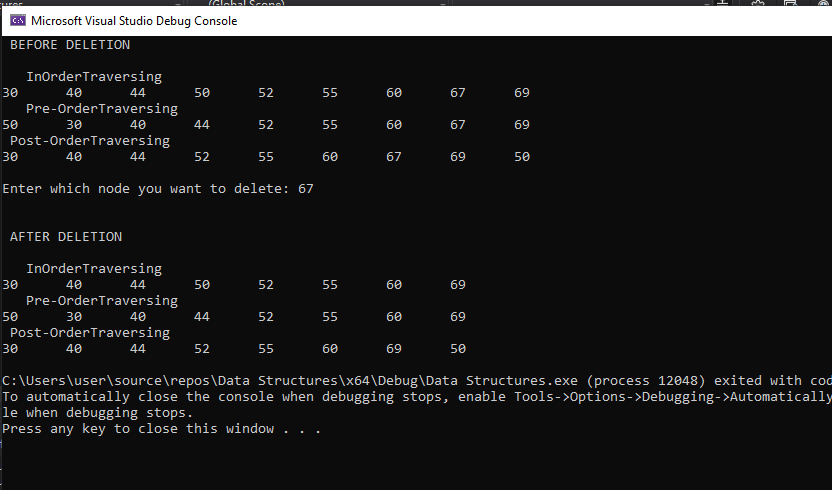 (Global Scope)
Microsoft Visual Studio Debug Console
BEFORE DELETION
InOrderTraversing
30 40 44 50 52 55 60 67 69
Pre-OrderTraversing
50 30 40 44 52 55 60 67 69
Post-OrderTraversing
30 40 44 52 55 60 67 69 50
Enter which node you want to delete: 67
AFTER DELETION
InOrderTraversing
30 40 44 50 52 55 60 69
Pre-OrderTraversing
50 30 40 44 52 55 60 69
Post-OrderTraversing
30 40 44 52 55 60 69 50
C:\Users\user\source\repos\Data Structures\x64\Debug\Data Structures.exe (process 12048) exited with cod
To automatically close the console when debugging stops, enable Tools->Options->Debugging->Automatically
le when debugging stops.
Press any key to close this window . . .